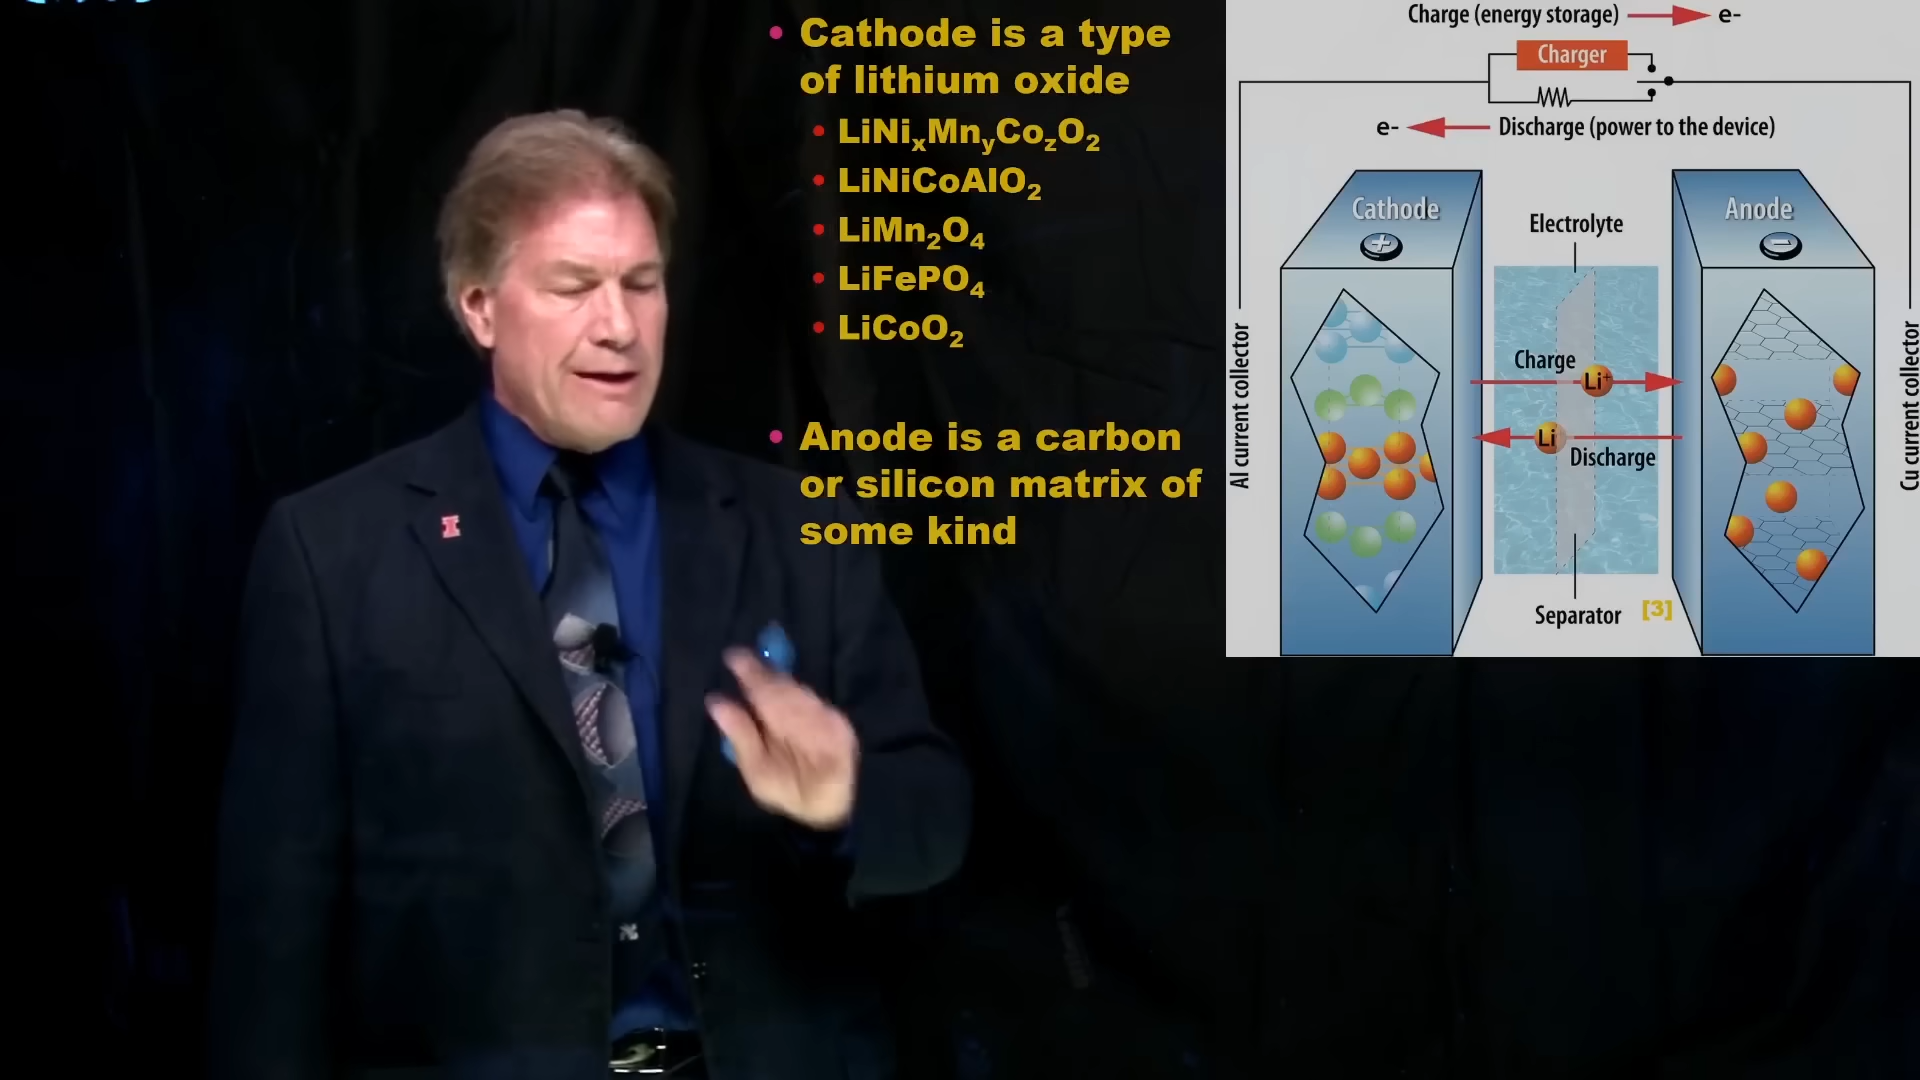 Cathode is a type
of lithium oxide
LiNixMnyCozO2
LiNiCoAlO2
LiMn2O4
LiFePO4
LiCoO2
Anode is a carbon
or silicon matrix of
some kind
Charge (energy storage) e-
Charger
e- Discharge (power to the device)
Cathode
+
Anode
−
Electrolyte
Al current collector
Cu current collector
Charge
Li+
Li
Discharge
Separator
[3]